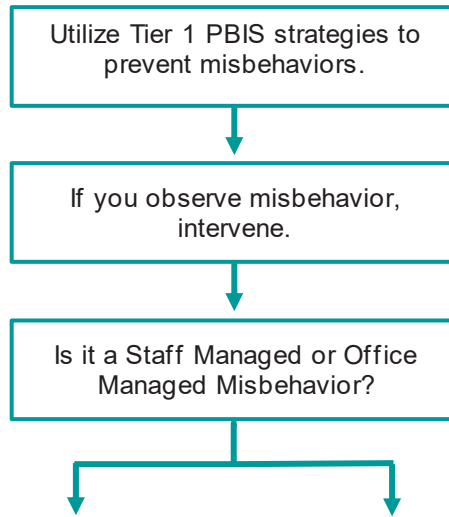 Utilize Tier 1 PBIS strategies to
prevent misbehaviors.
If you observe misbehavior,
intervene.
Is it a Staff Managed or Office
Managed Misbehavior?